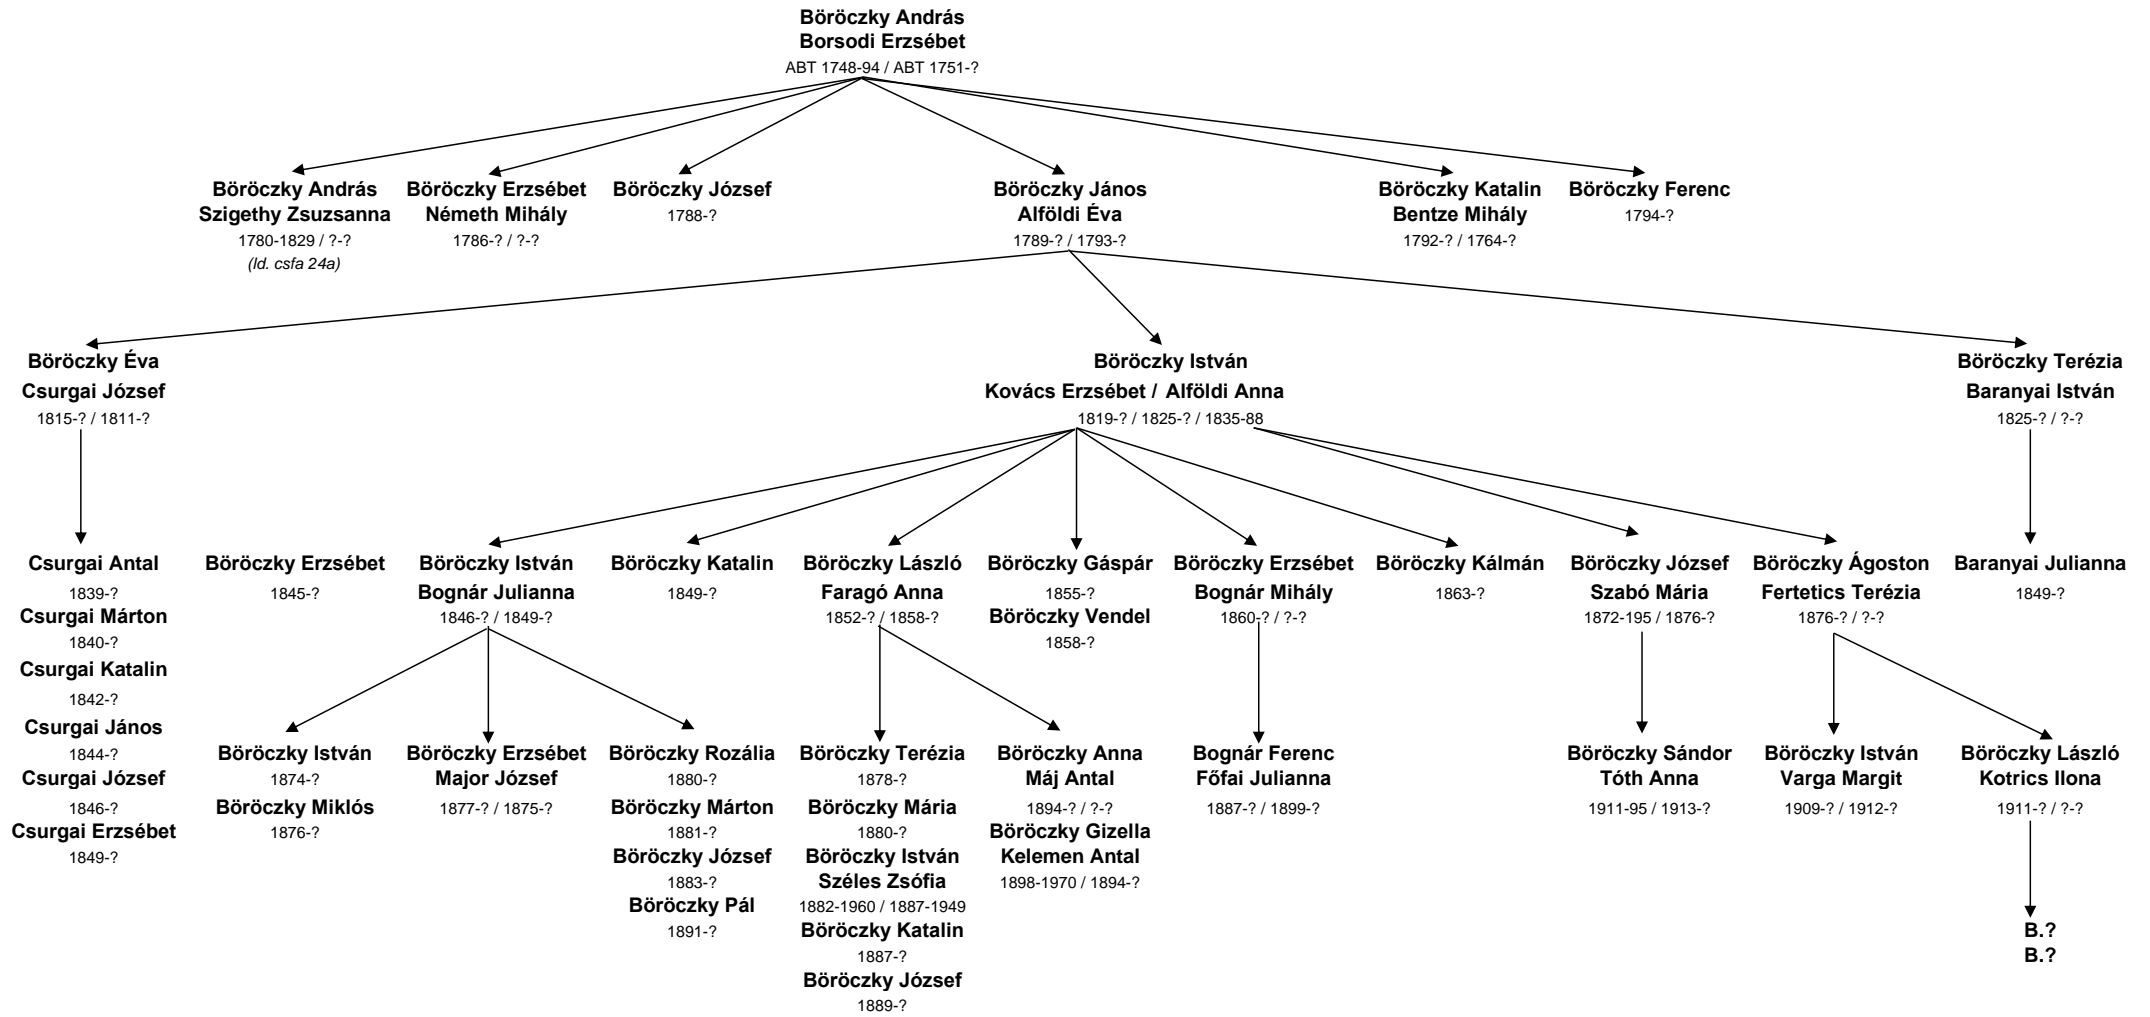 Böröczky András
Borsodi Erzsébet
ABT 1748-94 / ABT 1751-?
Böröczky András
Szigethy Zsuzsanna
1780-1829 / ?-?
(ld. csfa 24a)
Böröczky Erzsébet
Németh Mihály
1786-? / ?-?
Böröczky József
1788-?
Böröczky János
Alföldi Éva
1789-? / 1793-?
Böröczky Katalin
Bentze Mihály
1792-? / 1764-?
Böröczky Ferenc
1794-?
Böröczky Éva
Csurgai József
1815-? / 1811-?
Böröczky István
Kovács Erzsébet / Alföldi Anna
1819-? / 1825-? / 1835-88
Böröczky Terézia
Baranyai István
1825-? / ?-?
Csurgai Antal
1839-?
Csurgai Márton
1840-?
Csurgai Katalin
1842-?
Csurgai János
1844-?
Csurgai József
1846-?
Csurgai Erzsébet
1849-?
Böröczky Erzsébet
1845-?
Böröczky István
Bognár Julianna
1846-? / 1849-?
Böröczky Katalin
1849-?
Böröczky László
Faragó Anna
1852-? / 1858-?
Böröczky Gáspár
1855-?
Böröczky Vendel
1858-?
Böröczky Erzsébet
Bognár Mihály
1860-? / ?-?
Böröczky Kálmán
1863-?
Böröczky József
Szabó Mária
1872-195 / 1876-?
Böröczky Ágoston
Fertetics Terézia
1876-? / ?-?
Baranyai Julianna
1849-?
Böröczky István
1874-?
Böröczky Miklós
1876-?
Böröczky Erzsébet
Major József
1877-? / 1875-?
Böröczky Rozália
1880-?
Böröczky Márton
1881-?
Böröczky József
1883-?
Böröczky Pál
1891-?
Böröczky Terézia
1878-?
Böröczky Mária
1880-?
Böröczky István
Széles Zsófia
1882-1960 / 1887-1949
Böröczky Katalin
1887-?
Böröczky József
1889-?
Böröczky Anna
Máj Antal
1894-? / ?-?
Böröczky Gizella
Kelemen Antal
1898-1970 / 1894-?
Bognár Ferenc
Főfai Julianna
1887-? / 1899-?
Böröczky Sándor
Tóth Anna
1911-95 / 1913-?
Böröczky István
Varga Margit
1909-? / 1912-?
Böröczky László
Kotrics Ilona
1911-? / ?-?
B.?
B.?